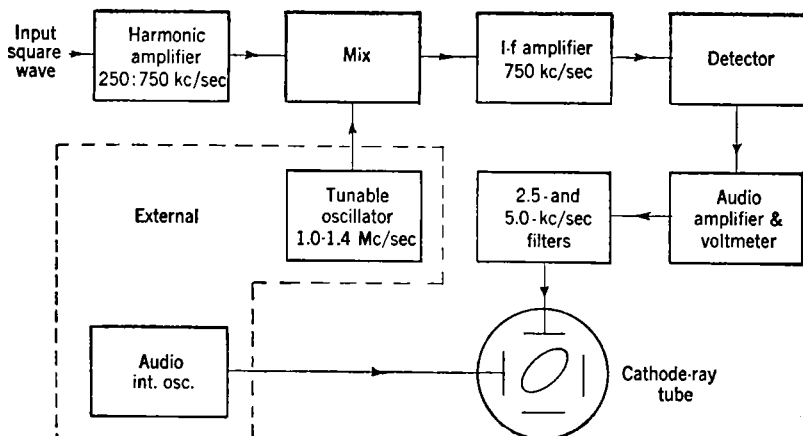 Input
square
wave
Harmonic
amplifier
250:750 kc/sec
Mix
I-f amplifier
750 kc/sec
Detector
External
Tunable
oscillator
1.0-1.4 Mc/sec
2.5- and
5.0-kc/sec
filters
Audio
amplifier &
voltmeter
Audio
int. osc.
Cathode-ray
tube